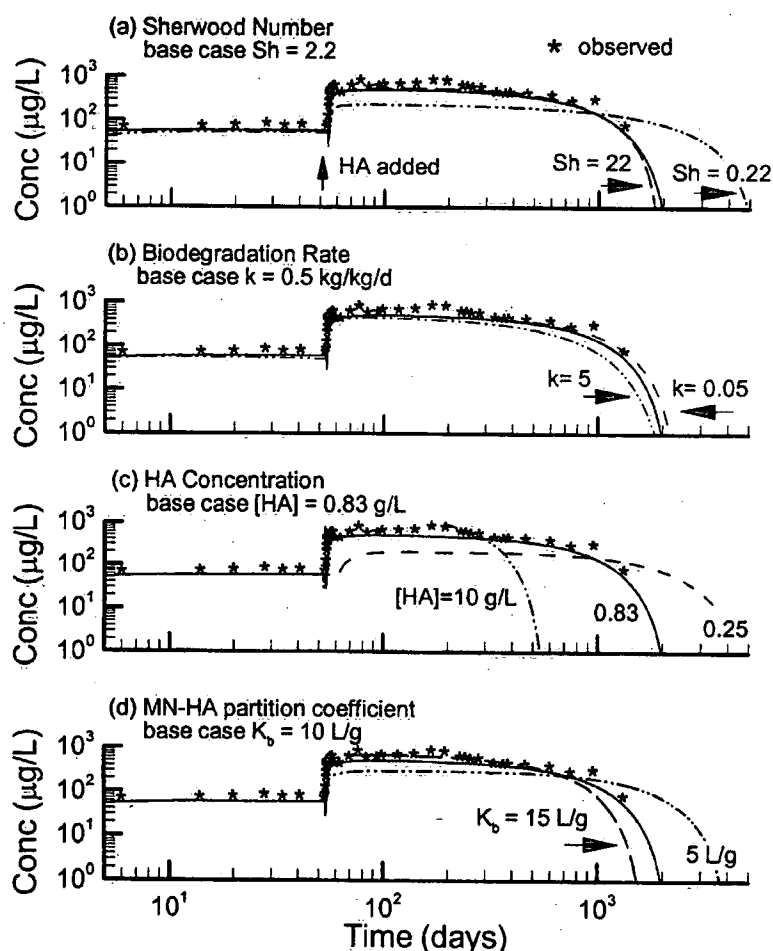 (a) Sherwood Number
base case Sh = 2.2
* observed
10³
10²
10¹
10⁰
Conc (µg/L)
HA added
Sh = 22
Sh = 0.22
(b) Biodegradation Rate
base case k = 0.5 kg/kg/d
10³
10²
10¹
10⁰
Conc (µg/L)
k= 5
k= 0.05
(c) HA Concentration
base case [HA] = 0.83 g/L
10³
10²
10¹
10⁰
Conc (µg/L)
[HA]=10 g/L
0.83
0.25
(d) MN-HA partition coefficient
base case K_b = 10 L/g
10³
10²
10¹
10⁰
Conc (µg/L)
K_b = 15 L/g
5 L/g
10¹
10²
10³
Time (days)